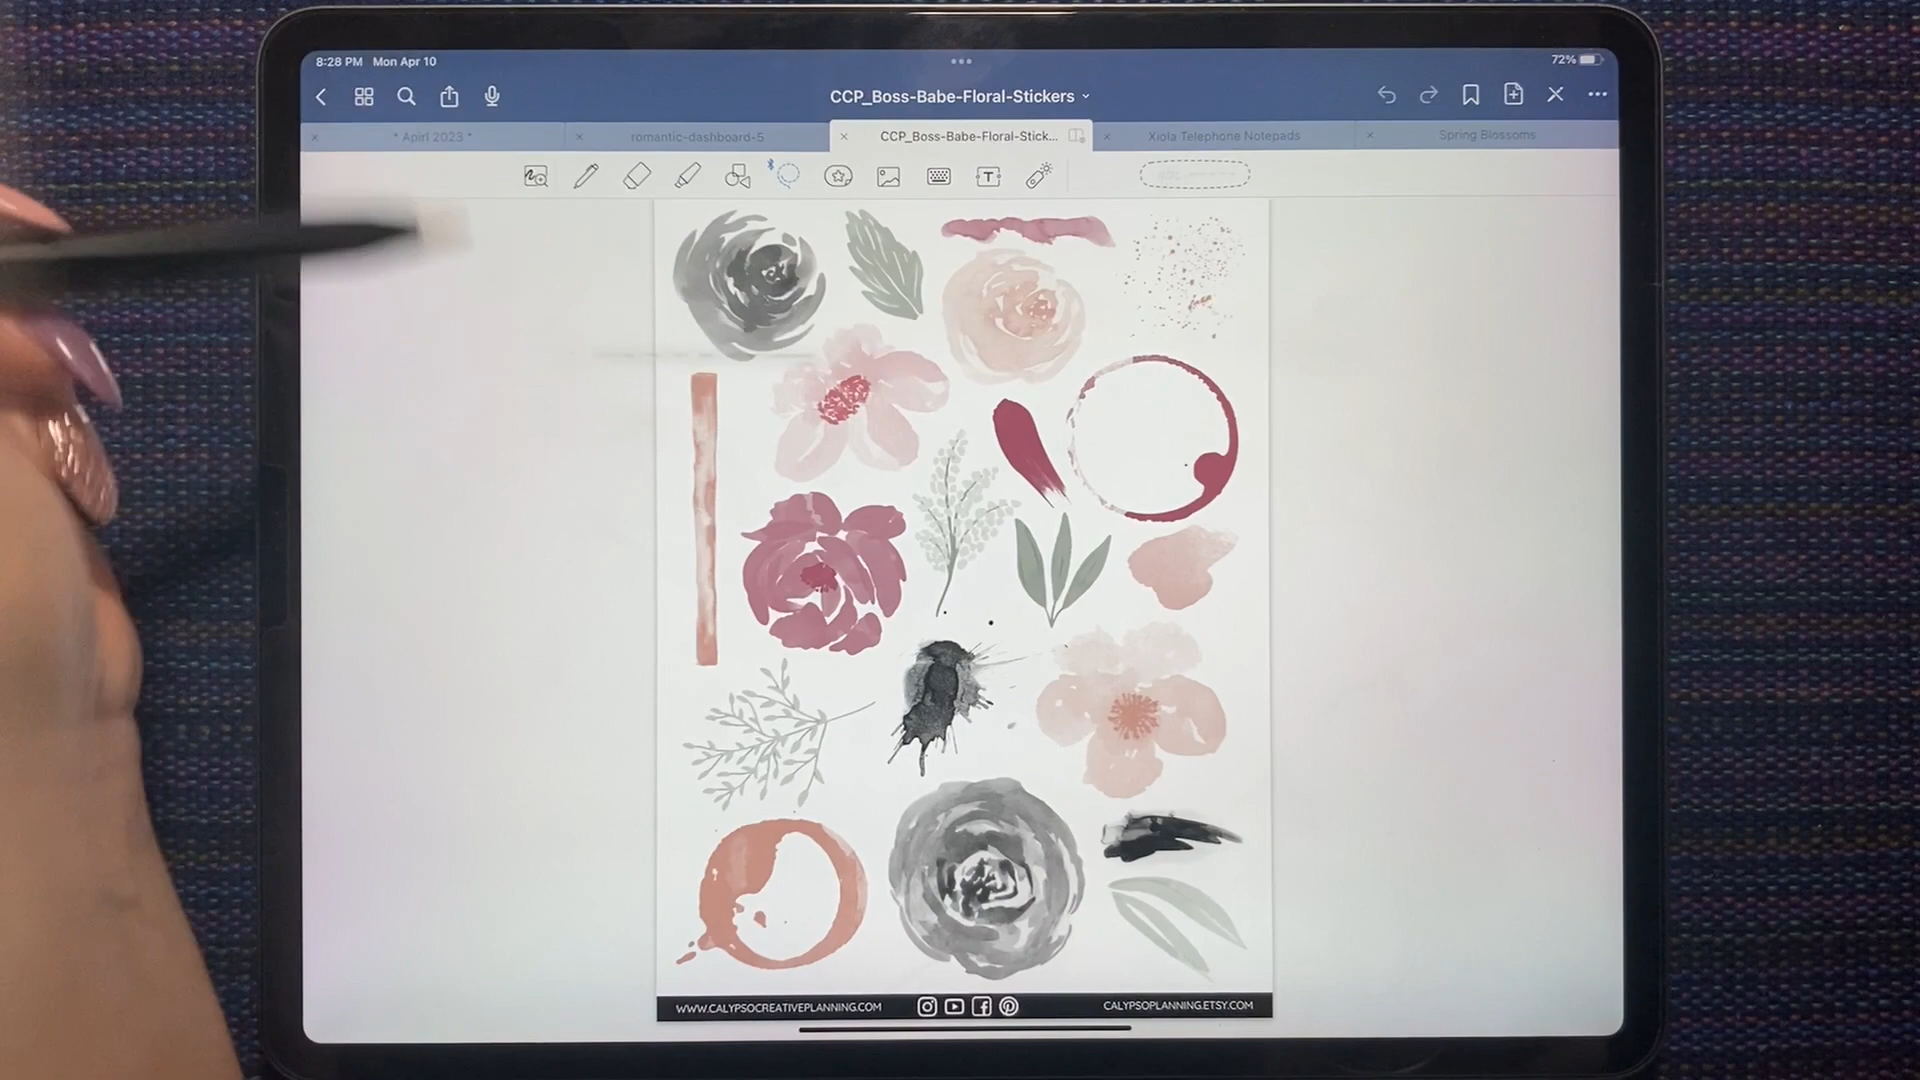 8:28 PM Mon Apr 10
72%
CCP_Boss-Babe-Floral-Stickers
* Apirl 2023 *
romantic-dashboard-5
CCP_Boss-Babe-Floral-Stick...
Xiola Telephone Notepads
Spring Blossoms
T
WWW.CALYPSOCREATIVEPLANNING.COM
CALYPSOPLANNING.ETSY.COM